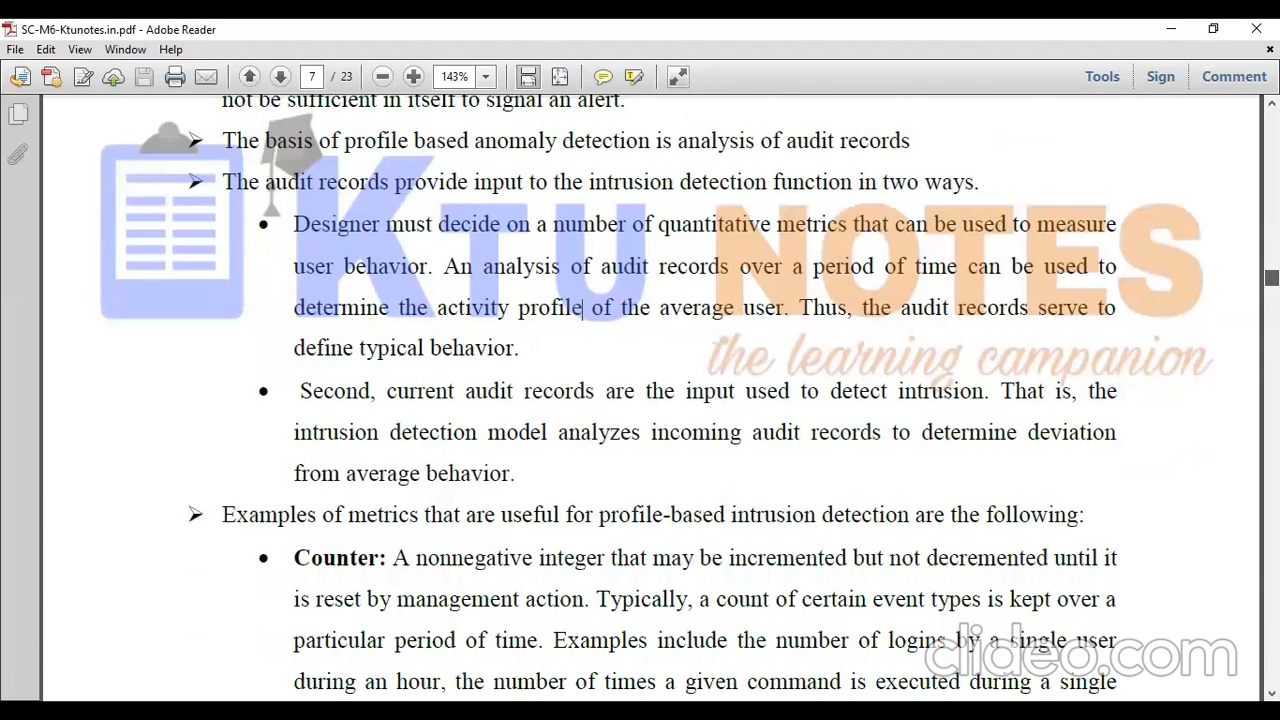 SC-M6-Ktunotes.in.pdf - Adobe Reader
File Edit View Window Help
7 / 23 143% Tools Sign Comment
not be sufficient in itself to signal an alert.
➢ The basis of profile based anomaly detection is analysis of audit records
➢ The audit records provide input to the intrusion detection function in two ways.
• Designer must decide on a number of quantitative metrics that can be used to measure
user behavior. An analysis of audit records over a period of time can be used to
determine the activity profile of the average user. Thus, the audit records serve to
define typical behavior.
• Second, current audit records are the input used to detect intrusion. That is, the
intrusion detection model analyzes incoming audit records to determine deviation
from average behavior.
➢ Examples of metrics that are useful for profile-based intrusion detection are the following:
• Counter: A nonnegative integer that may be incremented but not decremented until it
is reset by management action. Typically, a count of certain event types is kept over a
particular period of time. Examples include the number of logins by a single user
during an hour, the number of times a given command is executed during a single
KTU NOTES
the learning campanion
clideo.com